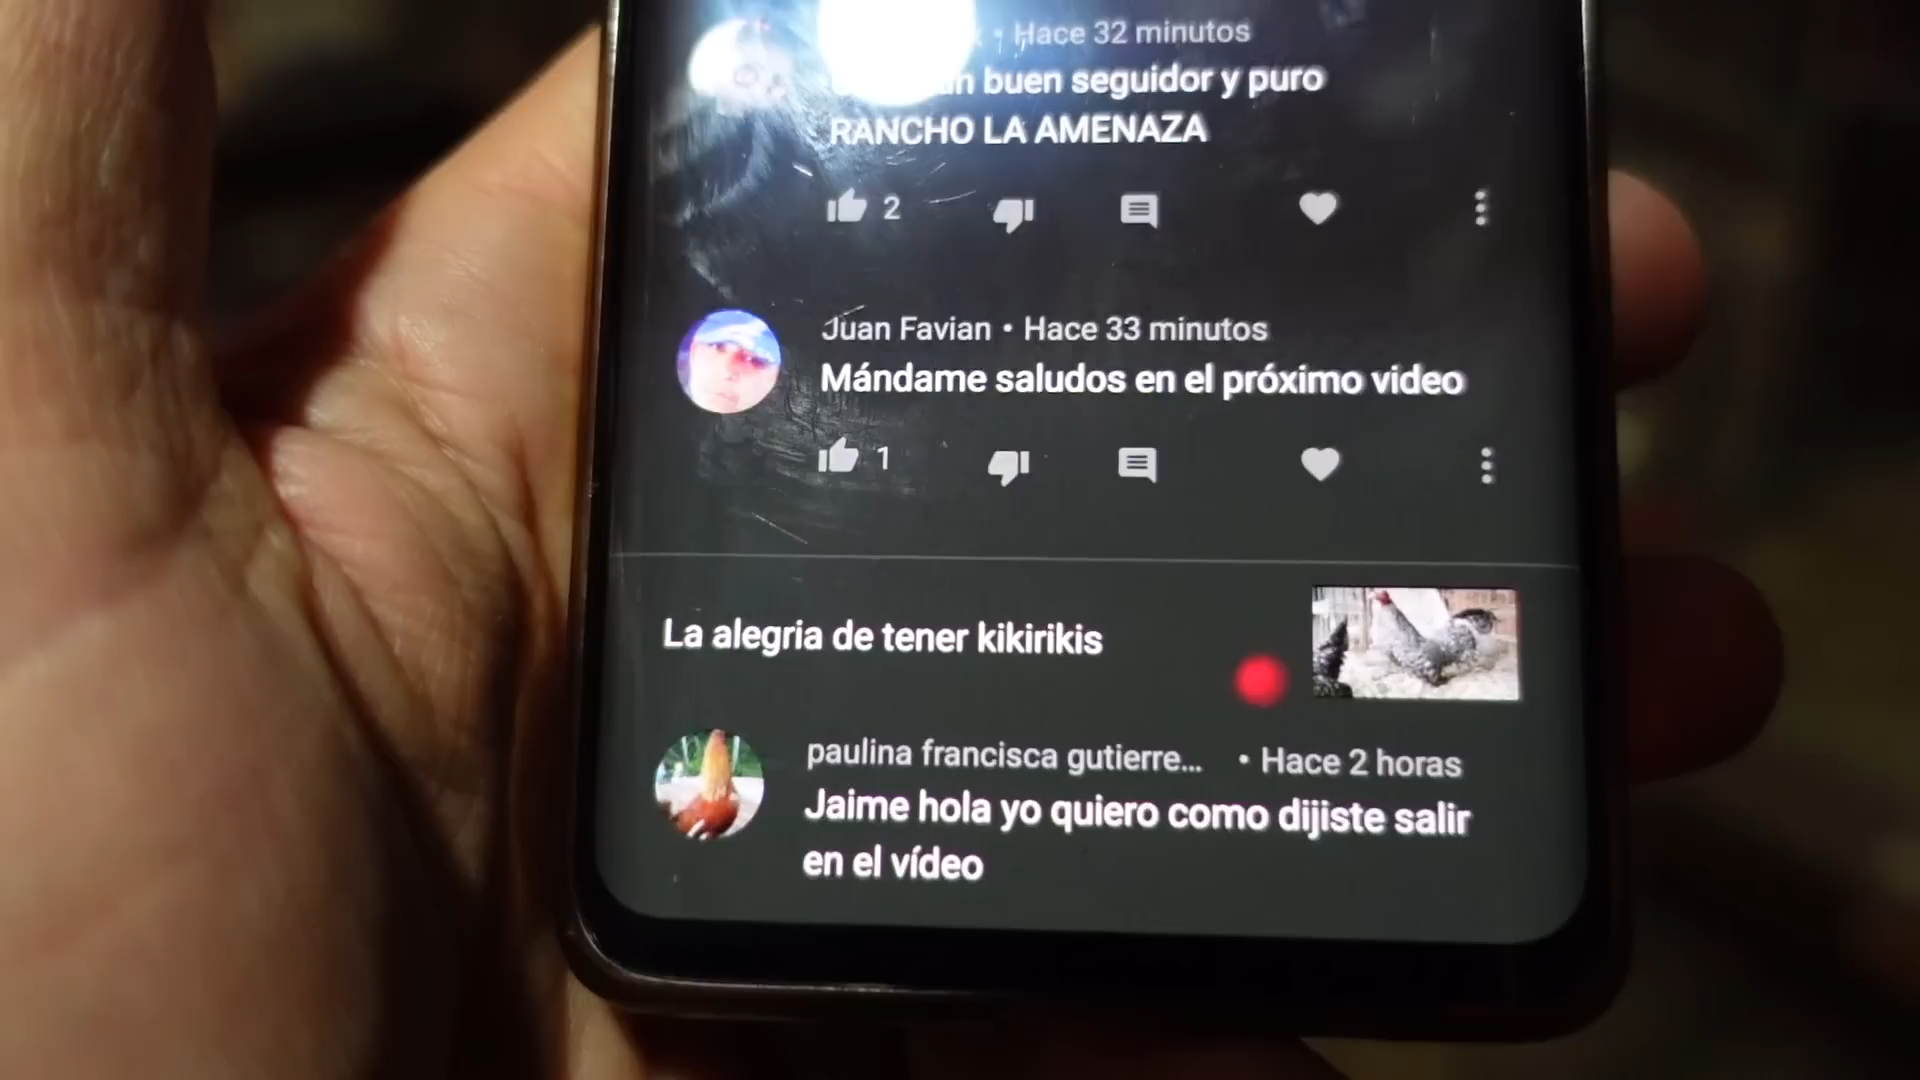 • Hace 32 minutos
buen seguidor y puro
RANCHO LA AMENAZA
2
Juan Favian • Hace 33 minutos
Mándame saludos en el próximo video
1
La alegria de tener kikirikis
paulina francisca gutierre... • Hace 2 horas
Jaime hola yo quiero como dijiste salir
en el vídeo